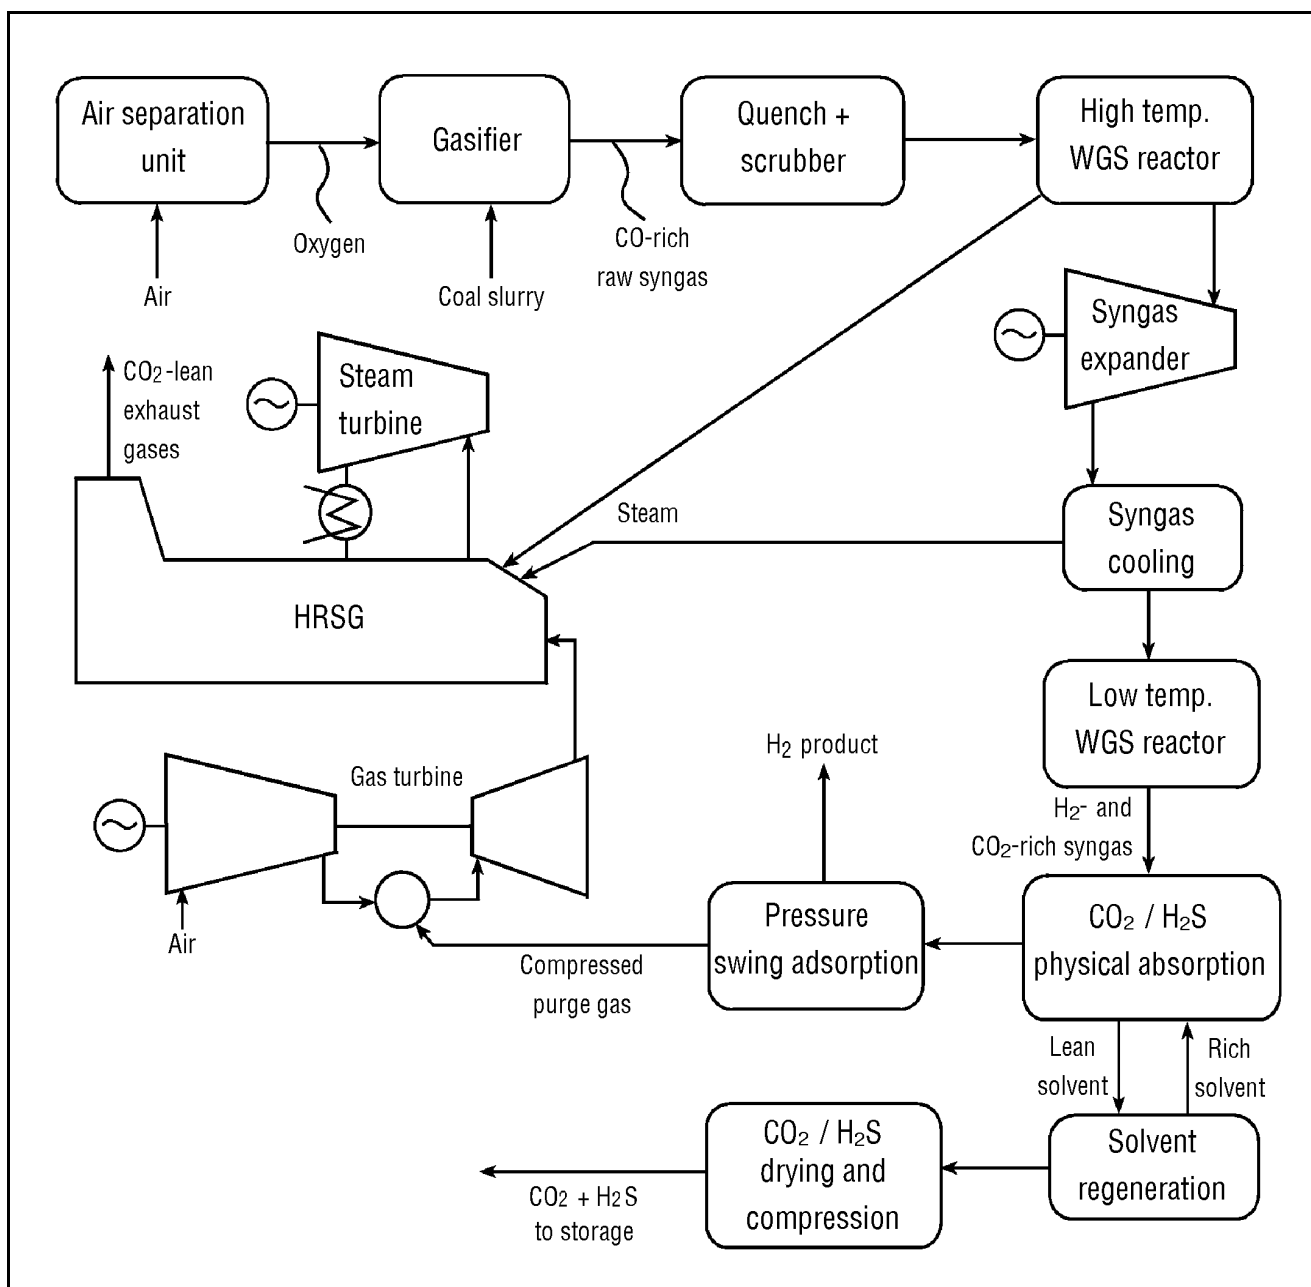 Air separation
unit
Gasifier
Quench +
scrubber
High temp.
WGS reactor
Oxygen
CO-rich
raw syngas
Air
Coal slurry
Syngas
expander
CO₂-lean
exhaust
gases
Steam
turbine
Steam
Syngas
cooling
HRSG
Low temp.
WGS reactor
H₂ product
Gas turbine
H₂- and
CO₂-rich syngas
Air
Pressure
swing adsorption
CO₂ / H₂S
physical absorption
Compressed
purge gas
Lean
solvent
Rich
solvent
CO₂ / H₂S
drying and
compression
Solvent
regeneration
CO₂ + H₂S
to storage